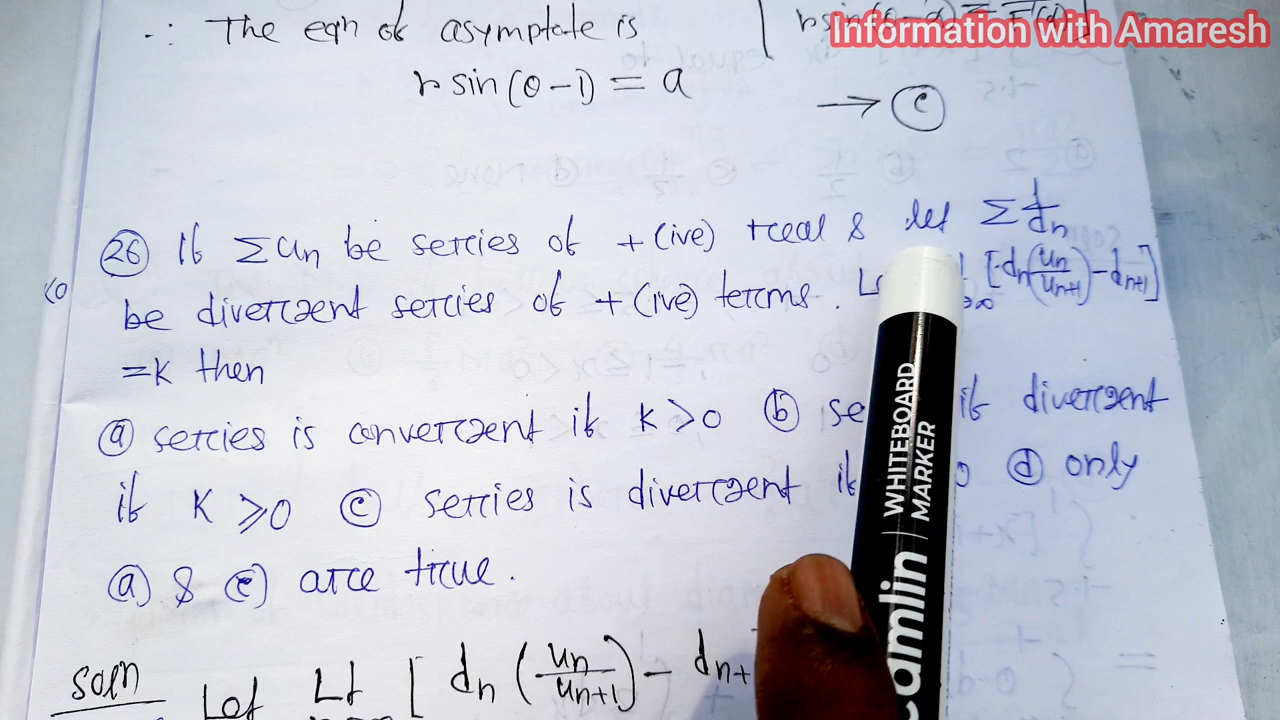 ∴ The eqn of asymptote is
Information with Amaresh
r sin(θ-1) = a
→ (c)
(26) If Σun be series of +(ive) real & let Σ 1/dn
be divergent series of +(ive) terms. [dn(un/un+1) - dn+1]
=K then
(a) series is convergent if K>0 (b) if divergent
if K ≥0 (c) series is divergent if (d) only
(a) & (c) are true.
soln Let Lt [dn(un/un+1) - dn+
Camlin WHITEBOARD MARKER